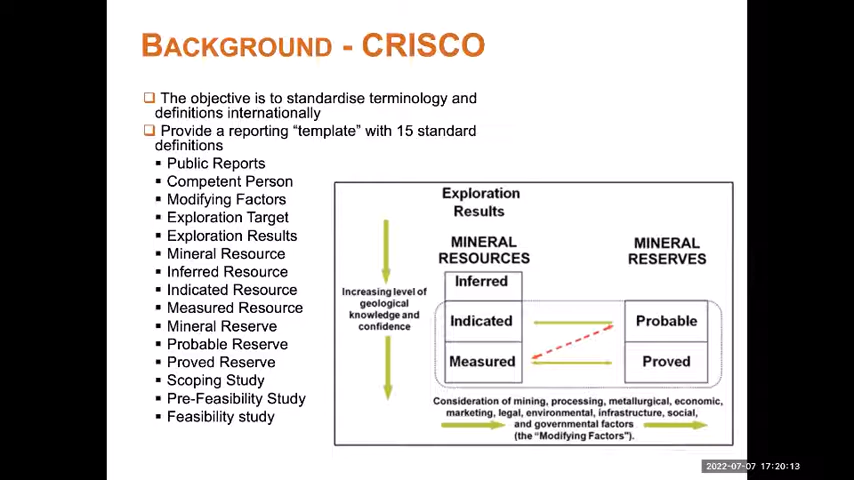 BACKGROUND - CRISCO
❑ The objective is to standardise terminology and
definitions internationally
❑ Provide a reporting “template” with 15 standard
definitions
▪ Public Reports
▪ Competent Person
▪ Modifying Factors
▪ Exploration Target
▪ Exploration Results
▪ Mineral Resource
▪ Inferred Resource
▪ Indicated Resource
▪ Measured Resource
▪ Mineral Reserve
▪ Probable Reserve
▪ Proved Reserve
▪ Scoping Study
▪ Pre-Feasibility Study
▪ Feasibility study
Exploration
Results
MINERAL
RESOURCES
MINERAL
RESERVES
Increasing level of
geological
knowledge and
confidence
Inferred
Indicated
Probable
Measured
Proved
Consideration of mining, processing, metallurgical, economic,
marketing, legal, environmental, infrastructure, social,
and governmental factors
(the “Modifying Factors”).
2022-07-07 17:20:13